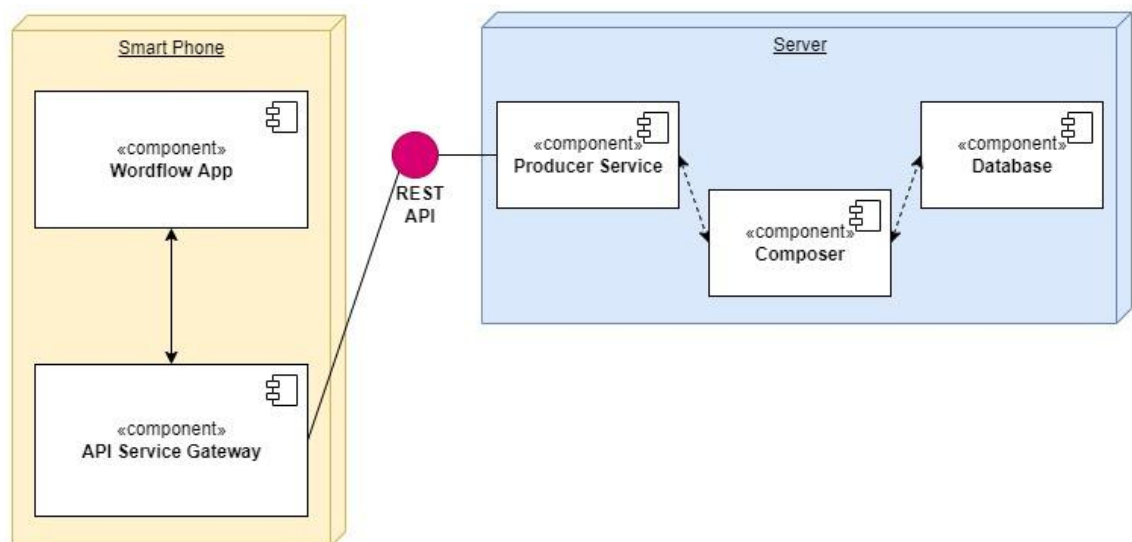 Smart Phone
«component»
Wordflow App
«component»
API Service Gateway
REST
API
Server
«component»
Producer Service
«component»
Composer
«component»
Database